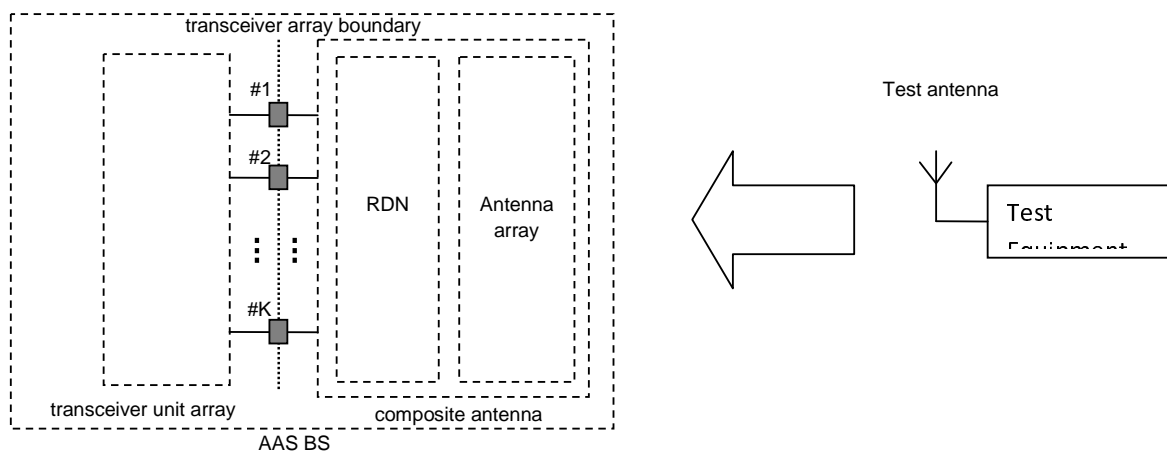 transceiver array boundary
#1
#2
#K
RDN
Antenna
array
transceiver unit array
composite antenna
AAS BS
Test antenna
Test